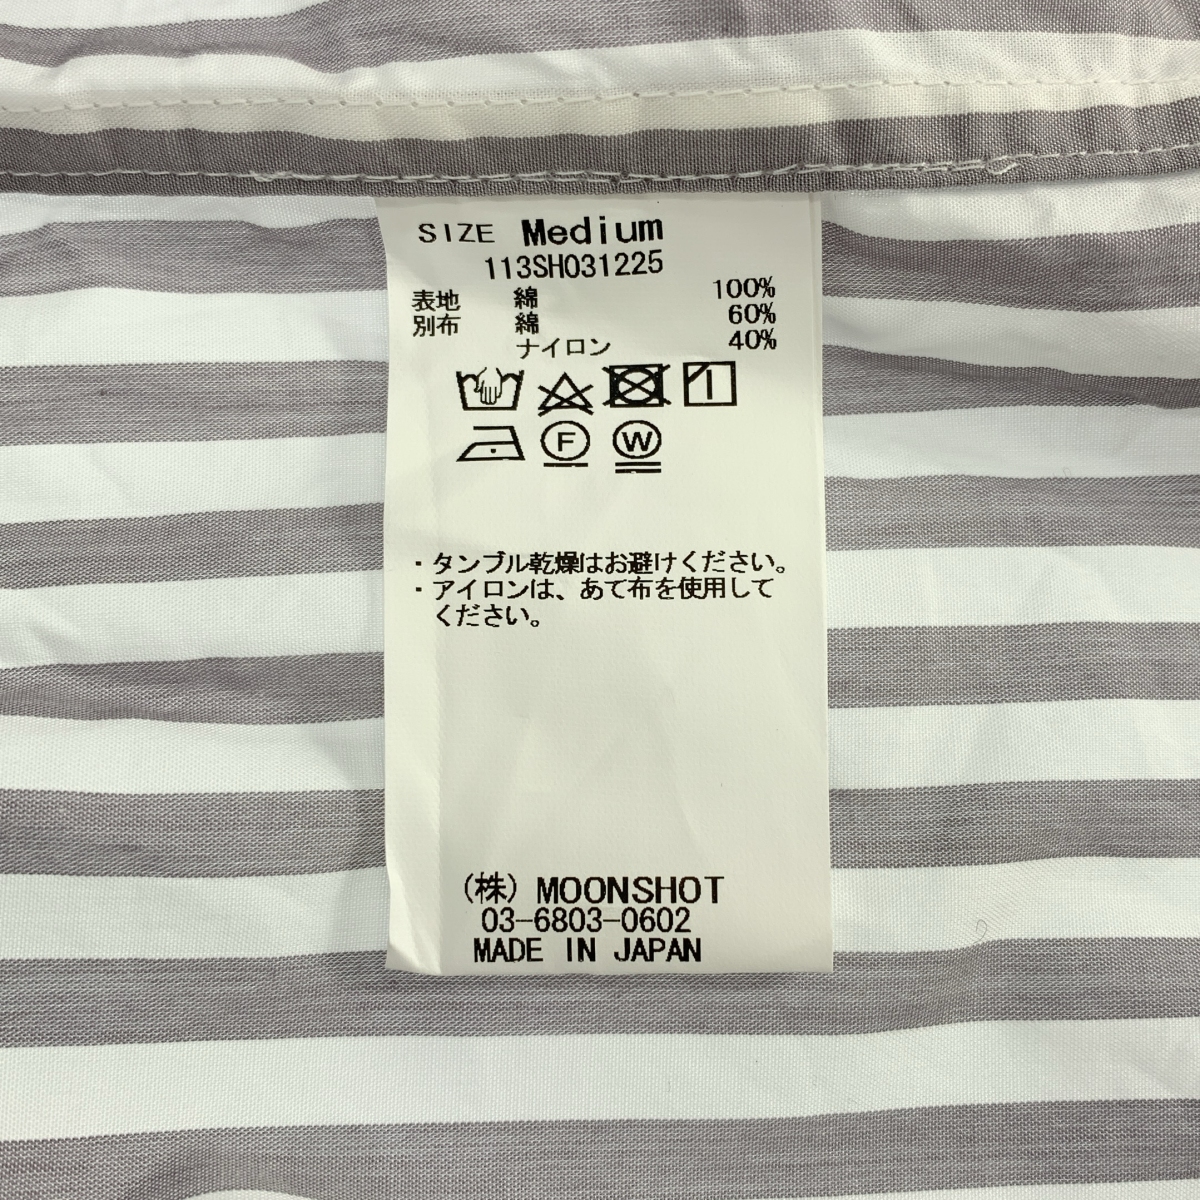 SIZE Medium
113SH031225
表地 綿 100%
別布 綿 60%
ナイロン 40%
F W
・タンブル乾燥はお避けください。
・アイロンは、あて布を使用して
ください。
(株) MOONSHOT
03-6803-0602
MADE IN JAPAN